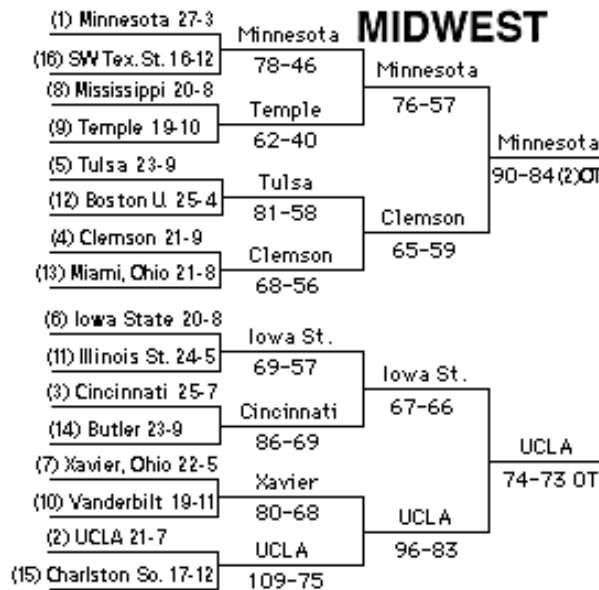 MIDWEST
(1) Minnesota 27-3
(16) SW Tex. St. 16-12
(8) Mississippi 20-8
(9) Temple 19-10
(5) Tulsa 23-9
(12) Boston U. 25-4
(4) Clemson 21-9
(13) Miami, Ohio 21-8
(6) Iowa State 20-8
(11) Illinois St. 24-5
(3) Cincinnati 25-7
(14) Butler 23-9
(7) Xavier, Ohio 22-5
(10) Vanderbilt 19-11
(2) UCLA 21-7
(15) Charlston So. 17-12
Minnesota
78-46
Temple
62-40
Tulsa
81-58
Clemson
68-56
Iowa St.
69-57
Cincinnati
86-69
Xavier
80-68
UCLA
109-75
Minnesota
76-57
Clemson
65-59
Iowa St.
67-66
UCLA
96-83
Minnesota
90-84 (2)OT
UCLA
74-73 OT